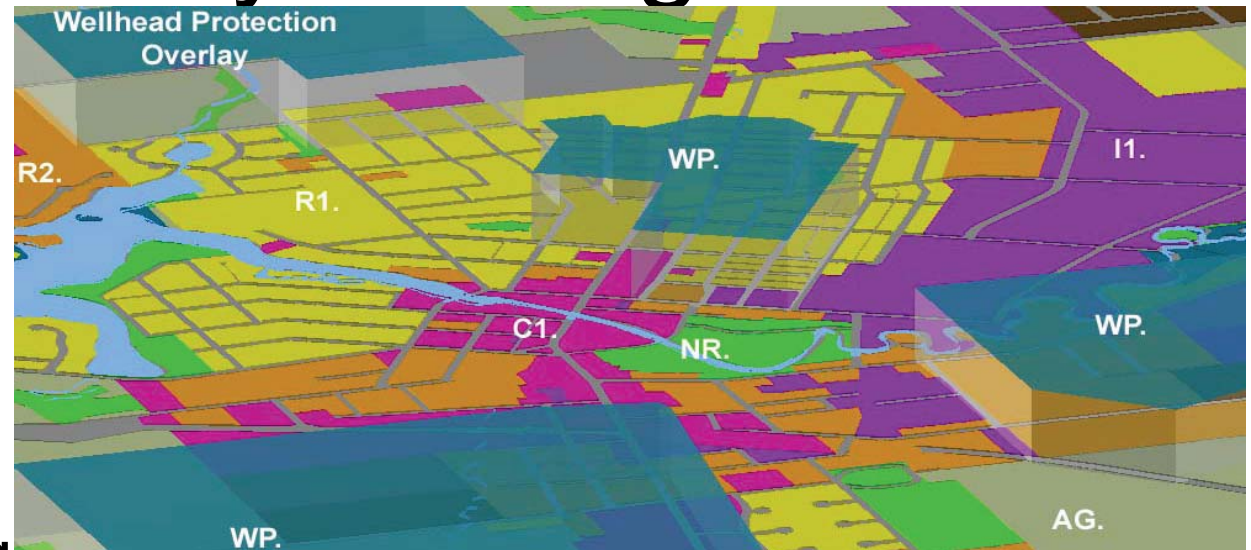 Wellhead Protection
Overlay
WP.
I1.
R2.
R1.
WP.
C1.
NR.
AG.
WP.